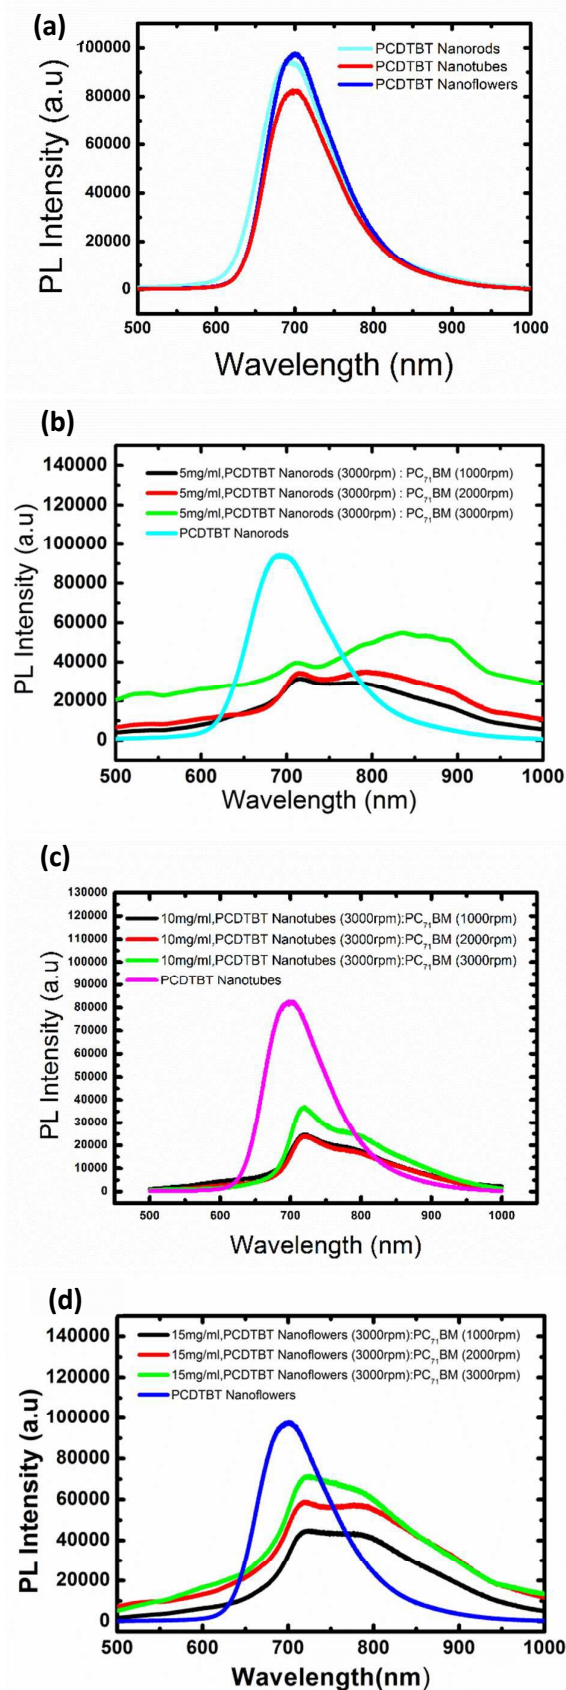 (a)
100000
80000
60000
40000
20000
0
PCDTBT Nanorods
PCDTBT Nanotubes
PCDTBT Nanoflowers
PL Intensity (a.u)
500 600 700 800 900 1000
Wavelength (nm)
(b)
140000
120000
100000
80000
60000
40000
20000
0
5mg/ml,PCDTBT Nanorods (3000rpm) : PC71BM (1000rpm)
5mg/ml,PCDTBT Nanorods (3000rpm) : PC71BM (2000rpm)
5mg/ml,PCDTBT Nanorods (3000rpm) : PC71BM (3000rpm)
PCDTBT Nanorods
PL Intensity (a.u)
500 600 700 800 900 1000
Wavelength (nm)
(c)
130000
120000
110000
100000
90000
80000
70000
60000
50000
40000
30000
20000
10000
0
10mg/ml,PCDTBT Nanotubes (3000rpm):PC71BM (1000rpm)
10mg/ml,PCDTBT Nanotubes (3000rpm):PC71BM (2000rpm)
10mg/ml,PCDTBT Nanotubes (3000rpm):PC71BM (3000rpm)
PCDTBT Nanotubes
PL Intensity (a.u)
500 600 700 800 900 1000
Wavelength (nm)
(d)
140000
120000
100000
80000
60000
40000
20000
0
15mg/ml,PCDTBT Nanoflowers (3000rpm):PC71BM (1000rpm)
15mg/ml,PCDTBT Nanoflowers (3000rpm):PC71BM (2000rpm)
15mg/ml,PCDTBT Nanoflowers (3000rpm):PC71BM (3000rpm)
PCDTBT Nanoflowers
PL Intensity (a.u)
500 600 700 800 900 1000
Wavelength(nm)